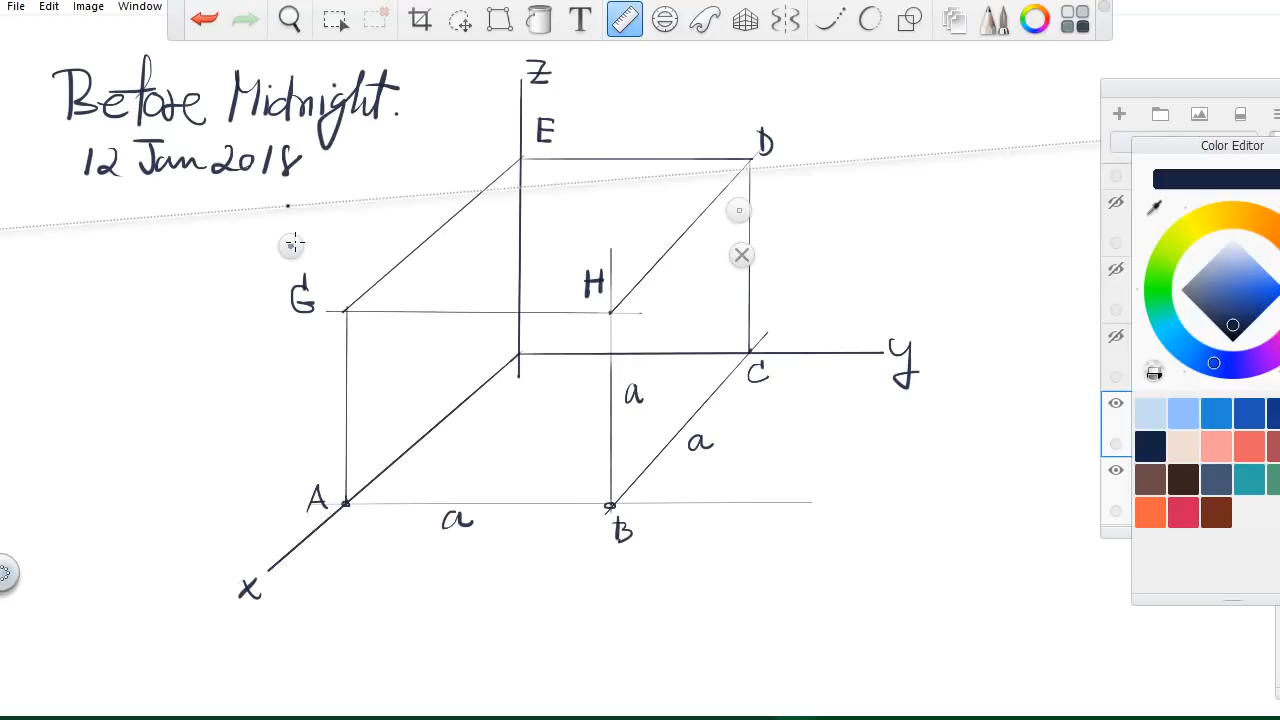 File Edit Image Window
Before Midnight.
12 Jan 2018
Z
E
D
Color Editor
G
H
y
C
a
a
A
a
B
x